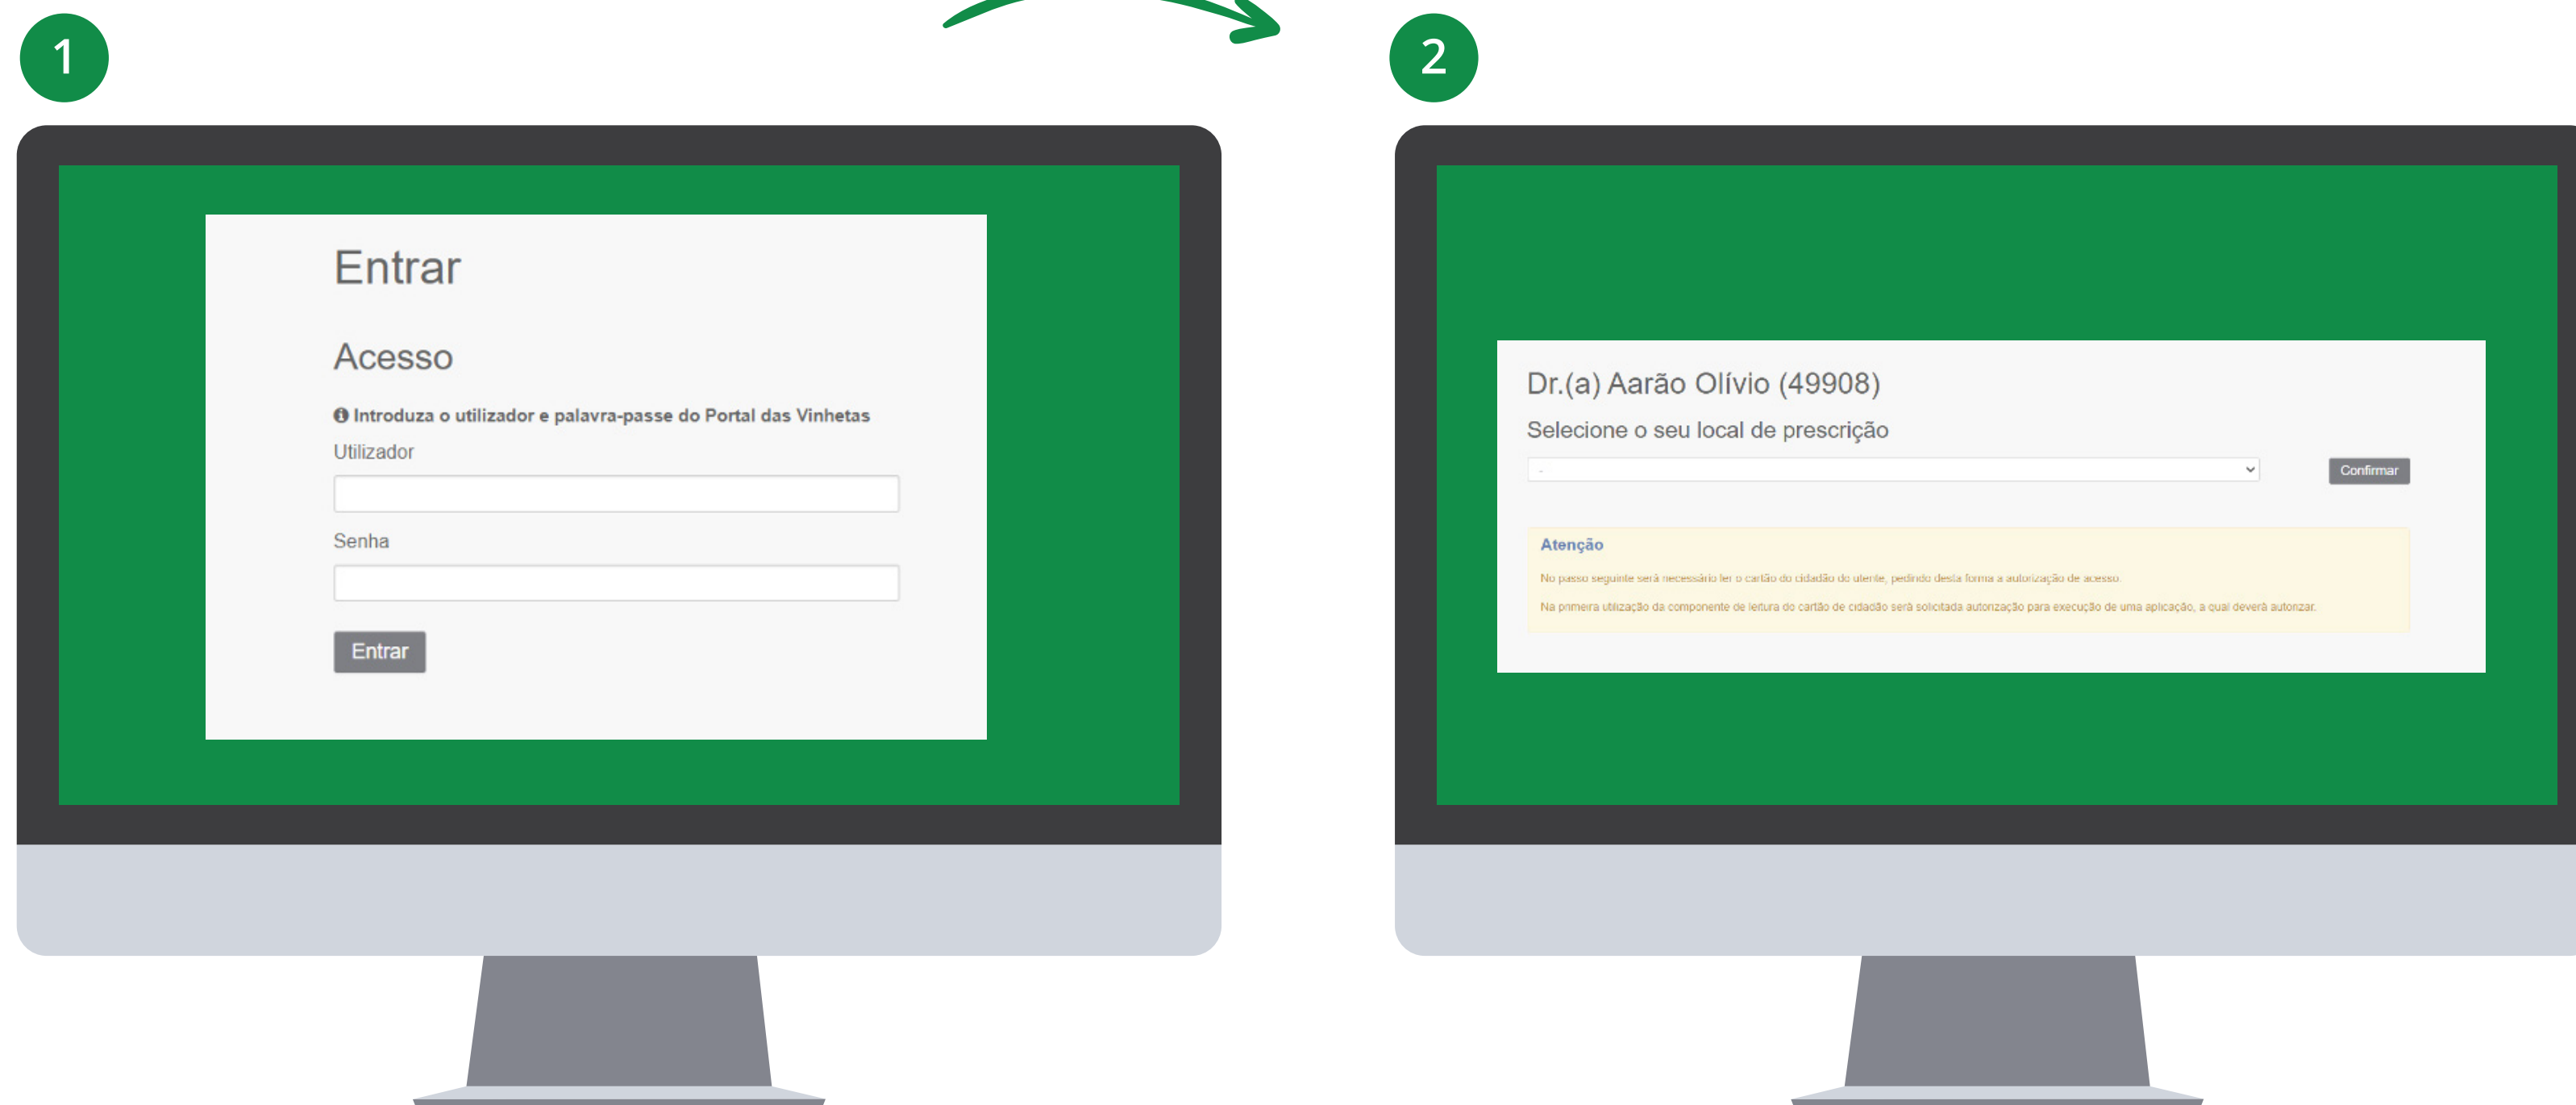 1
Entrar
Acesso
Introduza o utilizador e palavra-passe do Portal das Vinhetas
Utilizador
Senha
Entrar
2
Dr.(a) Aarão Olívio (49908)
Selecione o seu local de prescrição
-
Confirmar
Atenção
No passo seguinte será necessário ler o cartão do cidadão do utente, pedindo desta forma a autorização de acesso.
Na primeira utilização da componente de leitura do cartão de cidadão será solicitada autorização para execução de uma aplicação, a qual deverá autorizar.